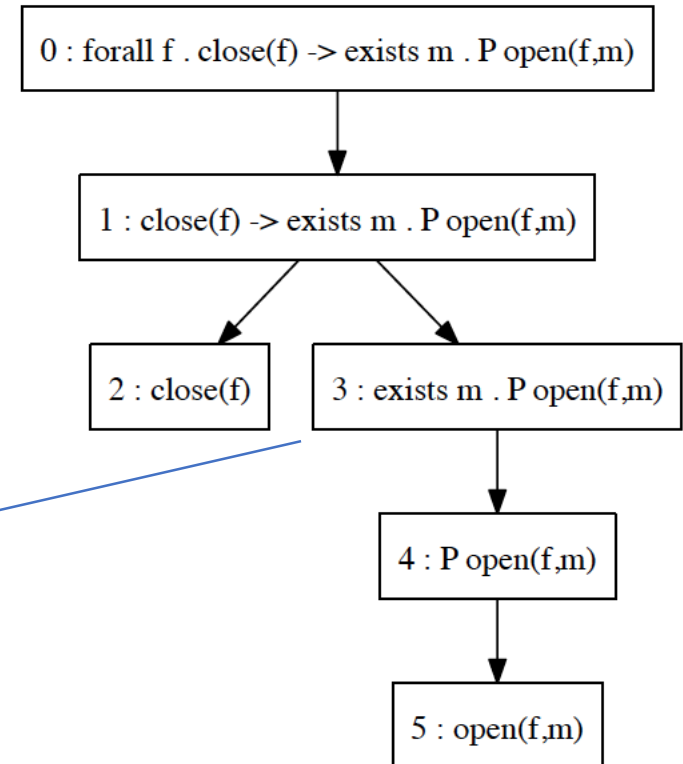 0 : forall f . close(f) -> exists m . P open(f,m)
1 : close(f) -> exists m . P open(f,m)
2 : close(f)
3 : exists m . P open(f,m)
4 : P open(f,m)
5 : open(f,m)